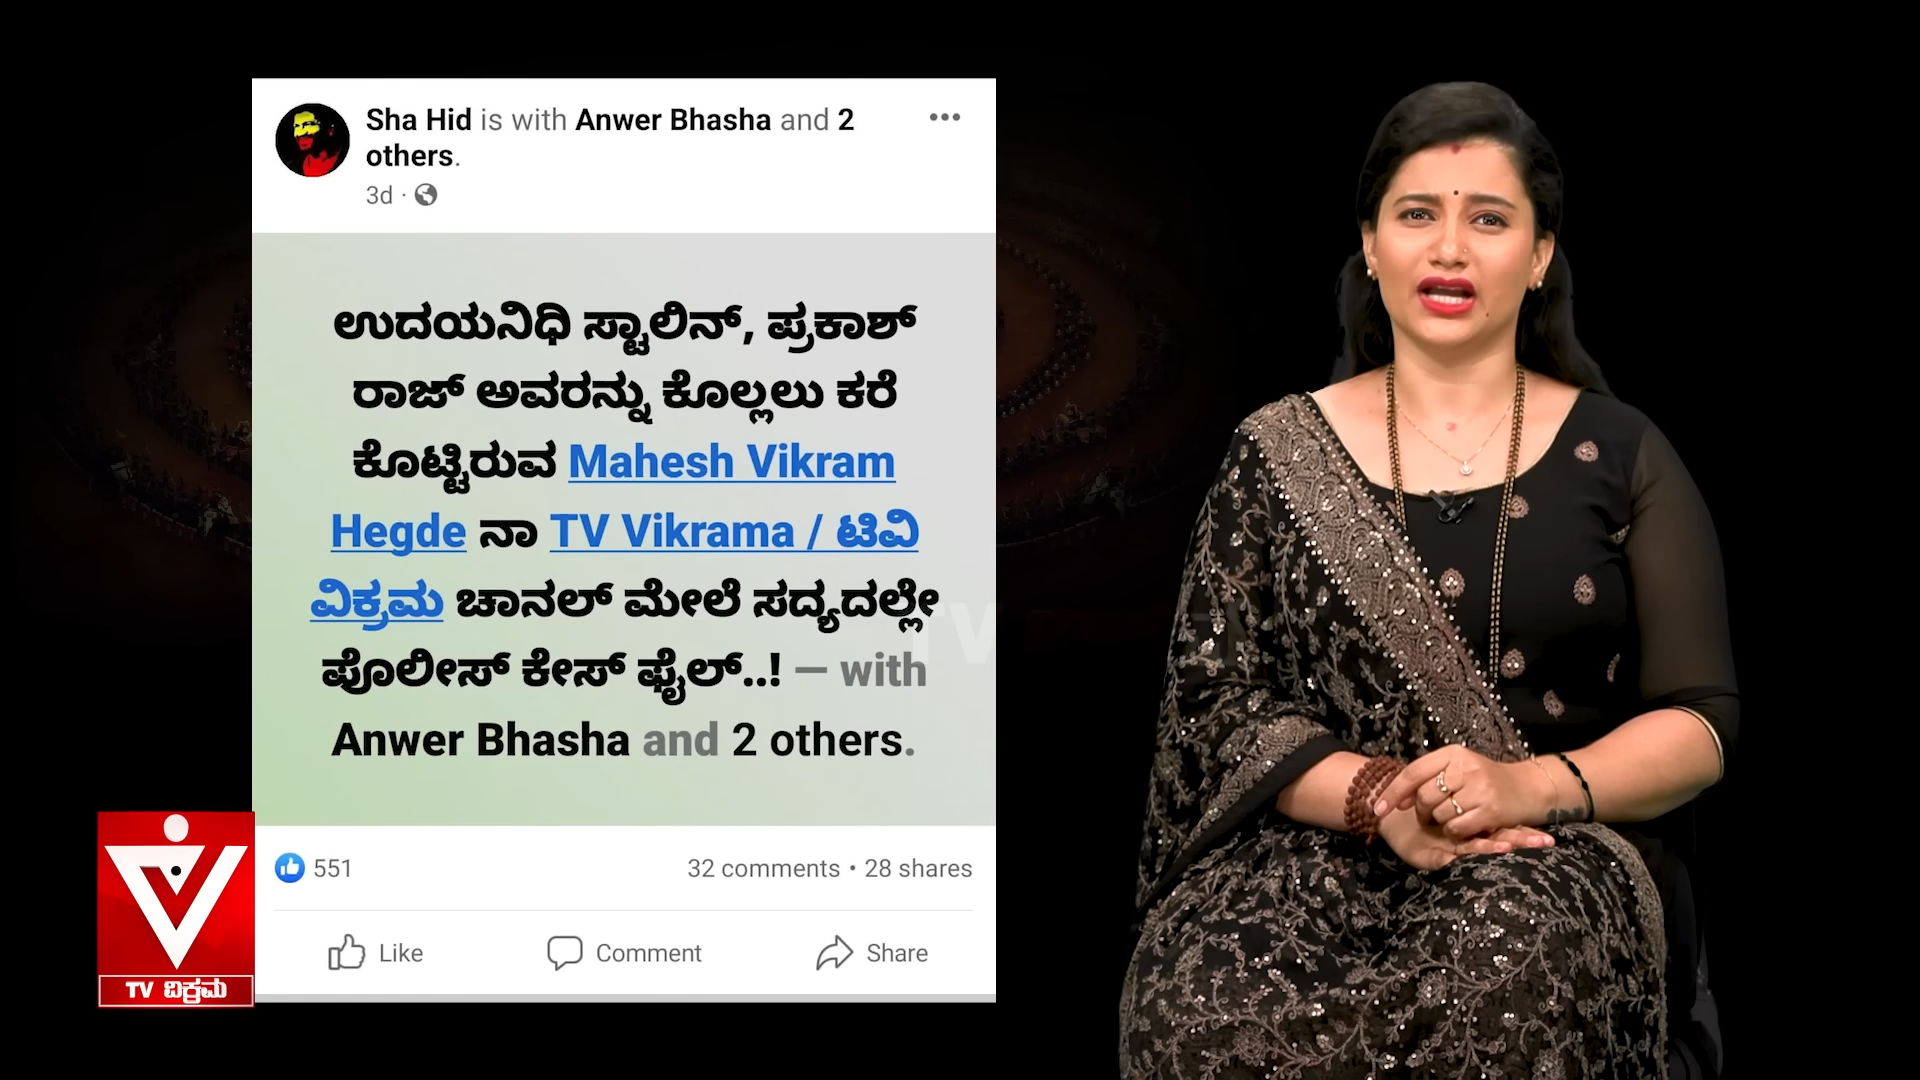 Sha Hid is with Anwer Bhasha and 2
others.
3d ·
ಉದಯನಿಧಿ ಸ್ಟಾಲಿನ್, ಪ್ರಕಾಶ್
ರಾಜ್ ಅವರನ್ನು ಕೊಲ್ಲಲು ಕರೆ
ಕೊಟ್ಟಿರುವ Mahesh Vikram
Hegde ನಾ TV Vikrama / ಟಿವಿ
ವಿಕ್ರಮ ಚಾನಲ್ ಮೇಲೆ ಸದ್ಯದಲ್ಲೇ
ಪೊಲೀಸ್ ಕೇಸ್ ಫೈಲ್..! — with
Anwer Bhasha and 2 others.
551
32 comments • 28 shares
Like
Comment
Share
TV ವಿಕ್ರಮ